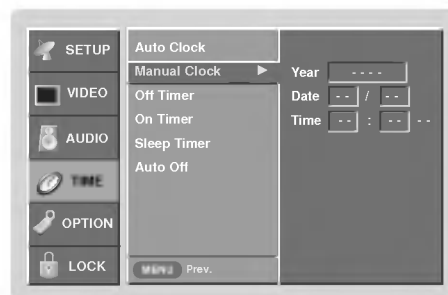 SETUP
VIDEO
AUDIO
TIME
OPTION
LOCK
Auto Clock
Manual Clock ►
Off Timer
On Timer
Sleep Timer
Auto Off
Prev.
Year - - - -
Date - - / - -
Time - - : - - - -